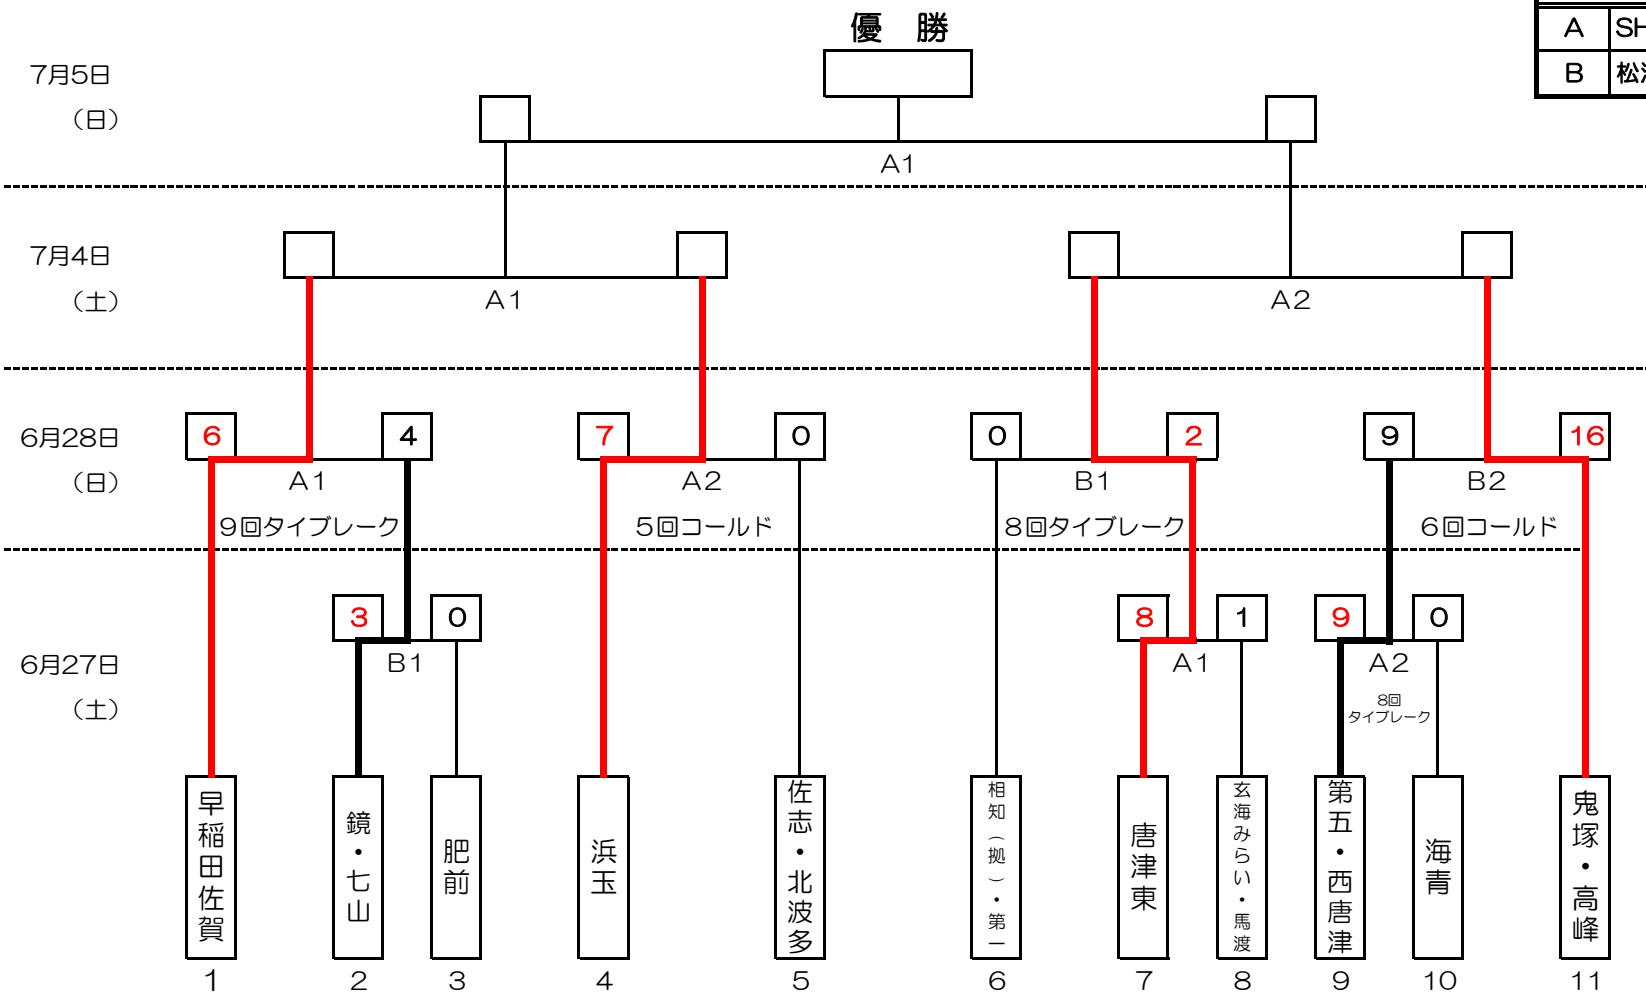 優 勝
A SH
B 松
7月5日
（日）
A1
7月4日
（土）
A1
A2
6月28日
（日）
6 4 7 0 0 2 9 16
A1 A2 B1 B2
9回タイブレーク 5回コールド 8回タイブレーク 6回コールド
6月27日
（土）
3 0 8 1 9 0
B1 A1 A2
8回
タイブレーク
早稲田佐賀
鏡・七山
肥前
浜玉
佐志・北波多
相知（拠）・第一
唐津東
玄海みらい・馬渡
第五・西唐津
海青
鬼塚・高峰
1 2 3 4 5 6 7 8 9 10 11